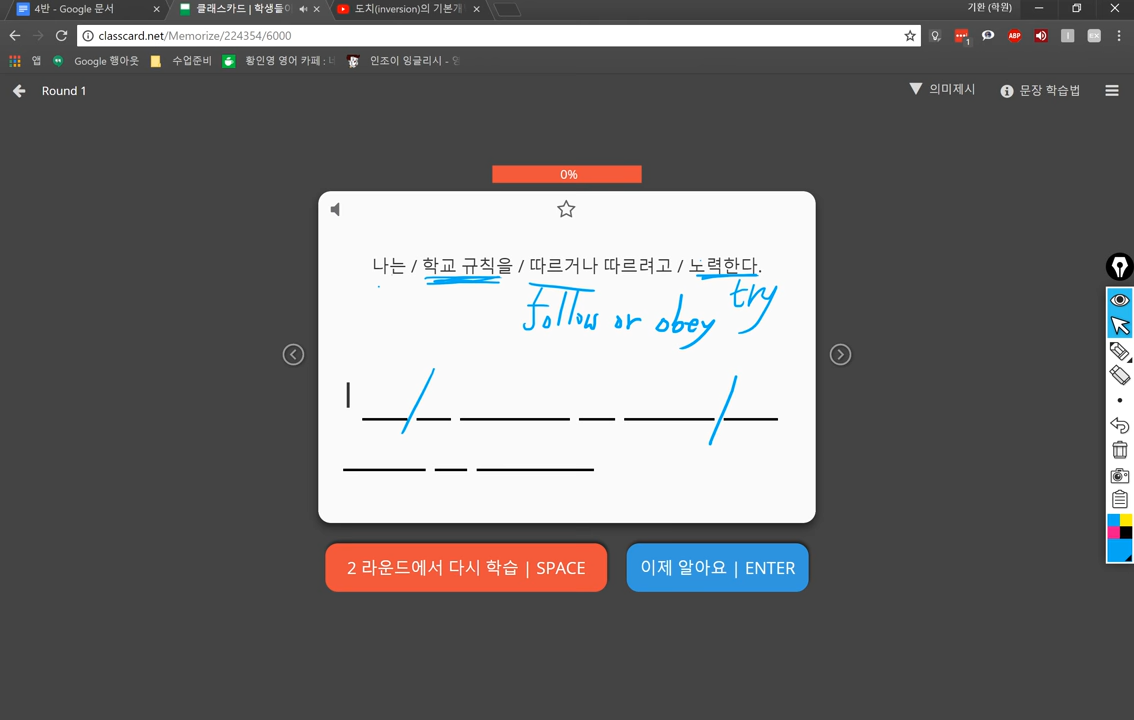 4반 - Google 문서
클래스카드 | 학생들이
도치(inversion)의 기본개
기환 (학원)
classcard.net/Memorize/224354/6000
ABP
1
앱
Google 행아웃
수업준비
황인영 영어 카페 : 네
인조이 잉글리시 - 영
Round 1
의미제시
문장 학습법
0%
나는 / 학교 규칙을 / 따르거나 따르려고 / 노력한다.
try
follow or obey
I
2 라운드에서 다시 학습 | SPACE
이제 알아요 | ENTER